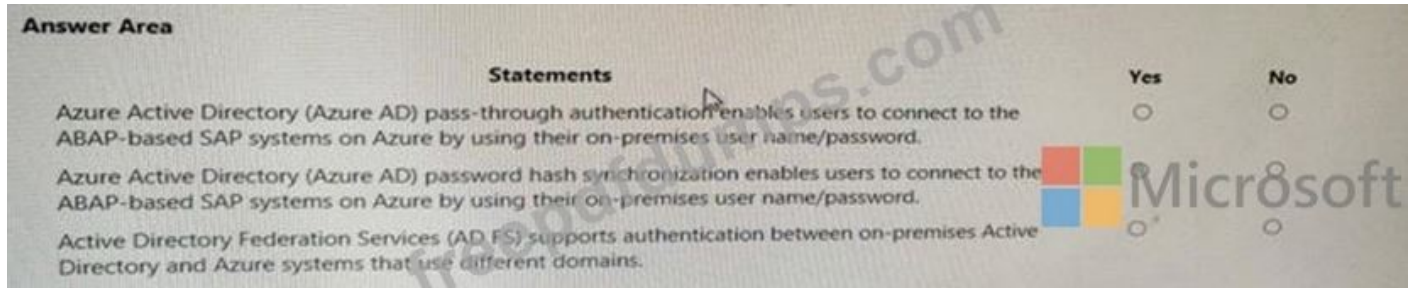 Answer Area
Statements Yes No
Azure Active Directory (Azure AD) pass-through authentication enables users to connect to the
ABAP-based SAP systems on Azure by using their on-premises user name/password.
Azure Active Directory (Azure AD) password hash synchronization enables users to connect to the
ABAP-based SAP systems on Azure by using their on-premises user name/password.
Active Directory Federation Services (AD FS) supports authentication between on-premises Active
Directory and Azure systems that use different domains.
Microsoft
freepdfdumps.com